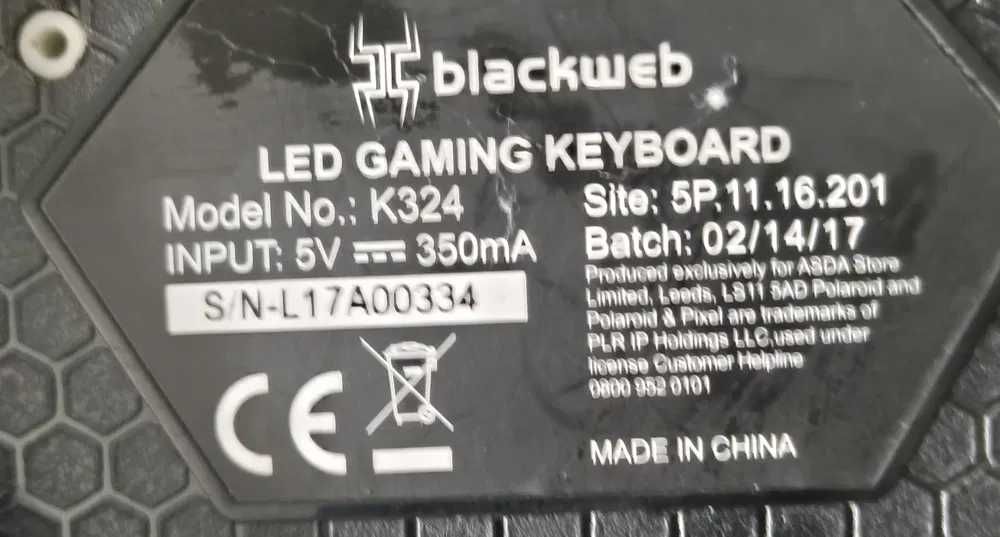 blackweb
LED GAMING KEYBOARD
Model No.: K324
INPUT: 5V 350mA
S/N-L17A00334
Site: 5P.11.16.201
Batch: 02/14/17
Produced exclusively for ASDA Store
Limited, Leeds, LS11 5AD Polaroid and
Polaroid & Pixel are trademarks of
PLR IP Holdings LLC,used under
license Customer Helpline
0800 952 0101
CE
MADE IN CHINA